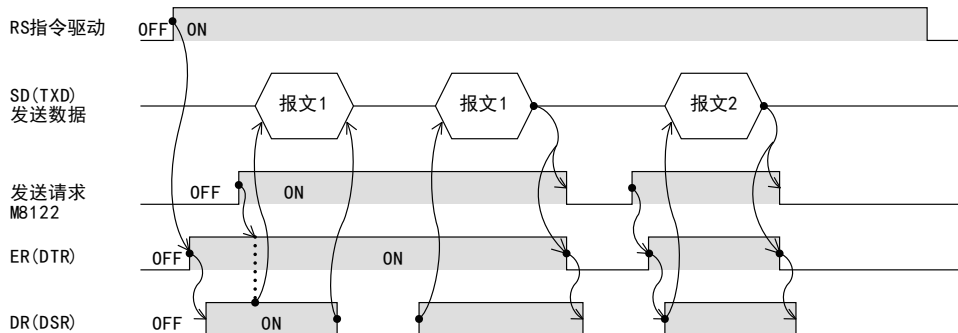 RS指令驱动 OFF ON
SD(TXD)
发送数据
报文1 报文1 报文2
发送请求
M8122
OFF ON
ER(DTR) OFF ON
DR(DSR) OFF ON